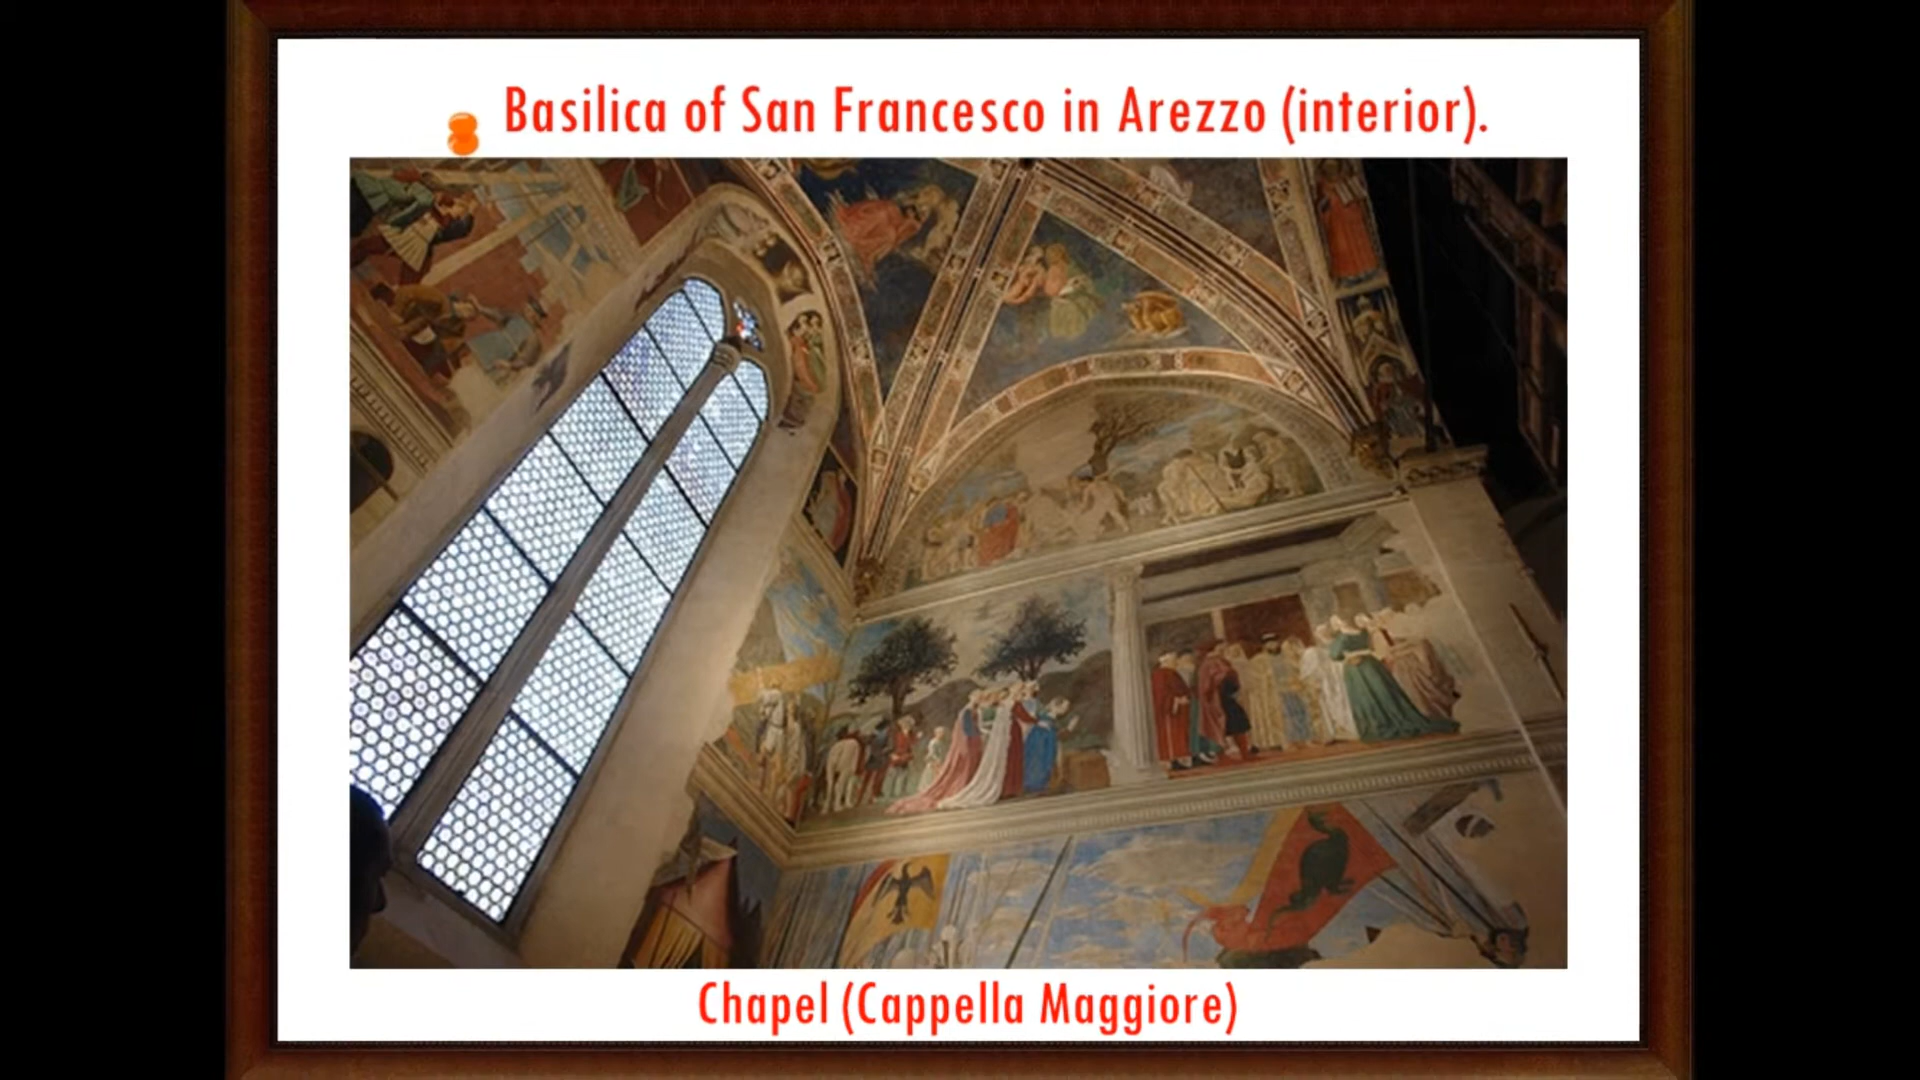 Basilica of San Francesco in Arezzo (interior).
Chapel (Cappella Maggiore)